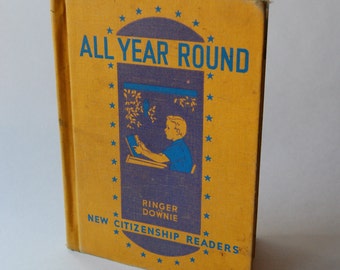 ALL YEAR ROUND
RINGER
DOWNIE
NEW CITIZENSHIP READERS